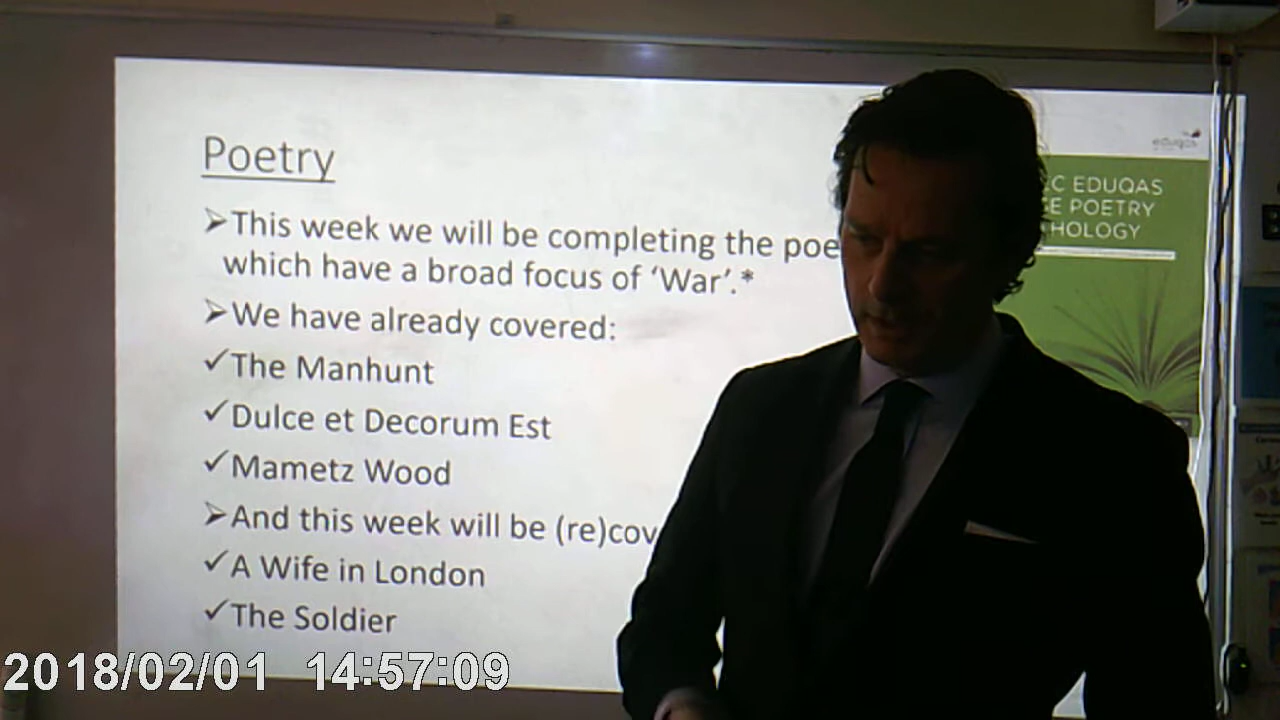 Poetry
➢This week we will be completing the poe
which have a broad focus of ‘War’.*
➢We have already covered:
✓The Manhunt
✓Dulce et Decorum Est
✓Mametz Wood
➢And this week will be (re)cov
✓A Wife in London
✓The Soldier
eduqas
C EDUQAS
E POETRY
HOLOGY
2018/02/01 14:57:09